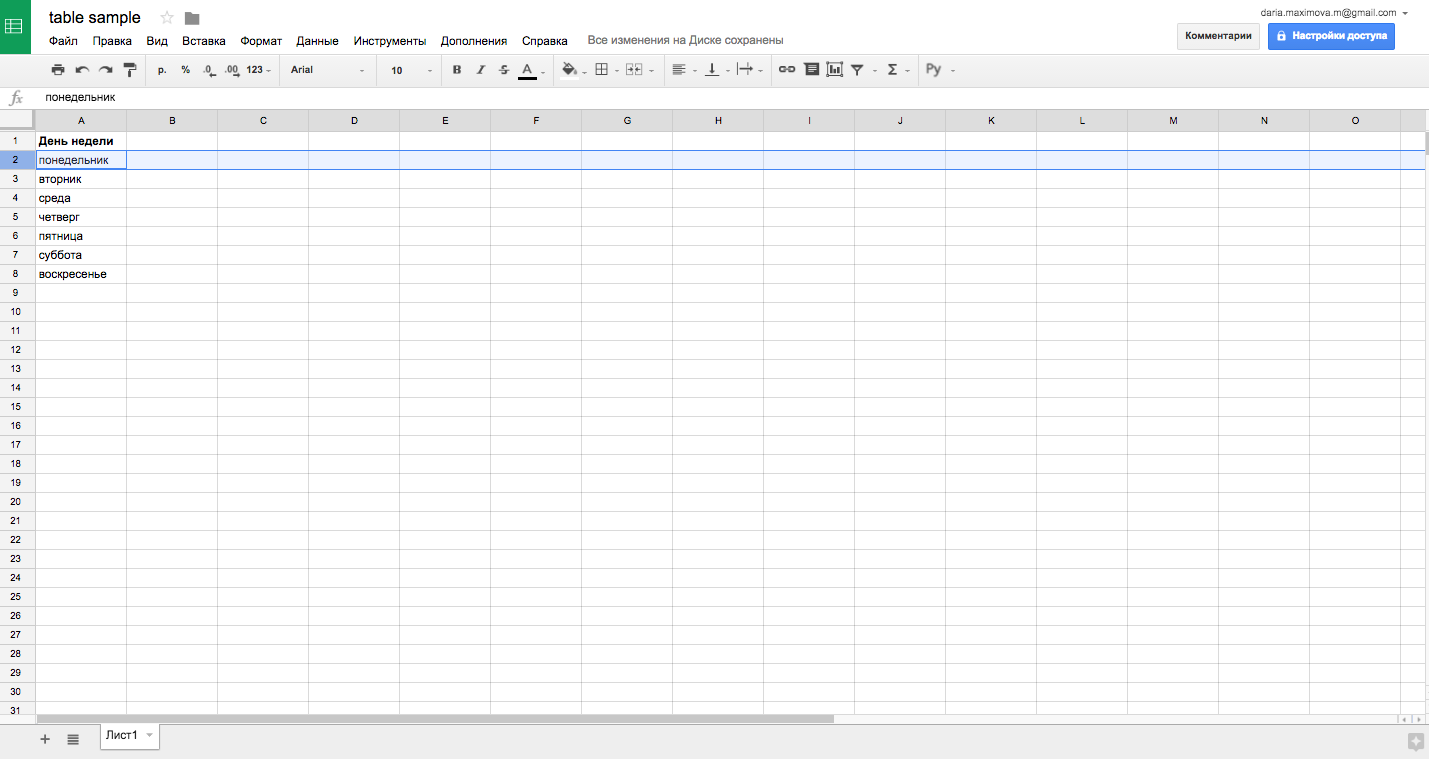 table sample
daria.maximova.m@gmail.com
Файл Правка Вид Вставка Формат Данные Инструменты Дополнения Справка Все изменения на Диске сохранены
Комментарии Настройки доступа
р. % .0 .00 123 Arial 10 B I S A Σ Ру
fx понедельник
A B C D E F G H I J K L M N O
1 День недели
2 понедельник
3 вторник
4 среда
5 четверг
6 пятница
7 суббота
8 воскресенье
9
10
11
12
13
14
15
16
17
18
19
20
21
22
23
24
25
26
27
28
29
30
31
Лист1